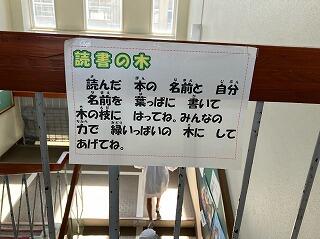 読書の木
読んだ 本の 名前と 自分
名前を 葉っぱに 書いて
木の枝に はってね。みんなの
力で 緑いっぱいの 木に して
あげてね。